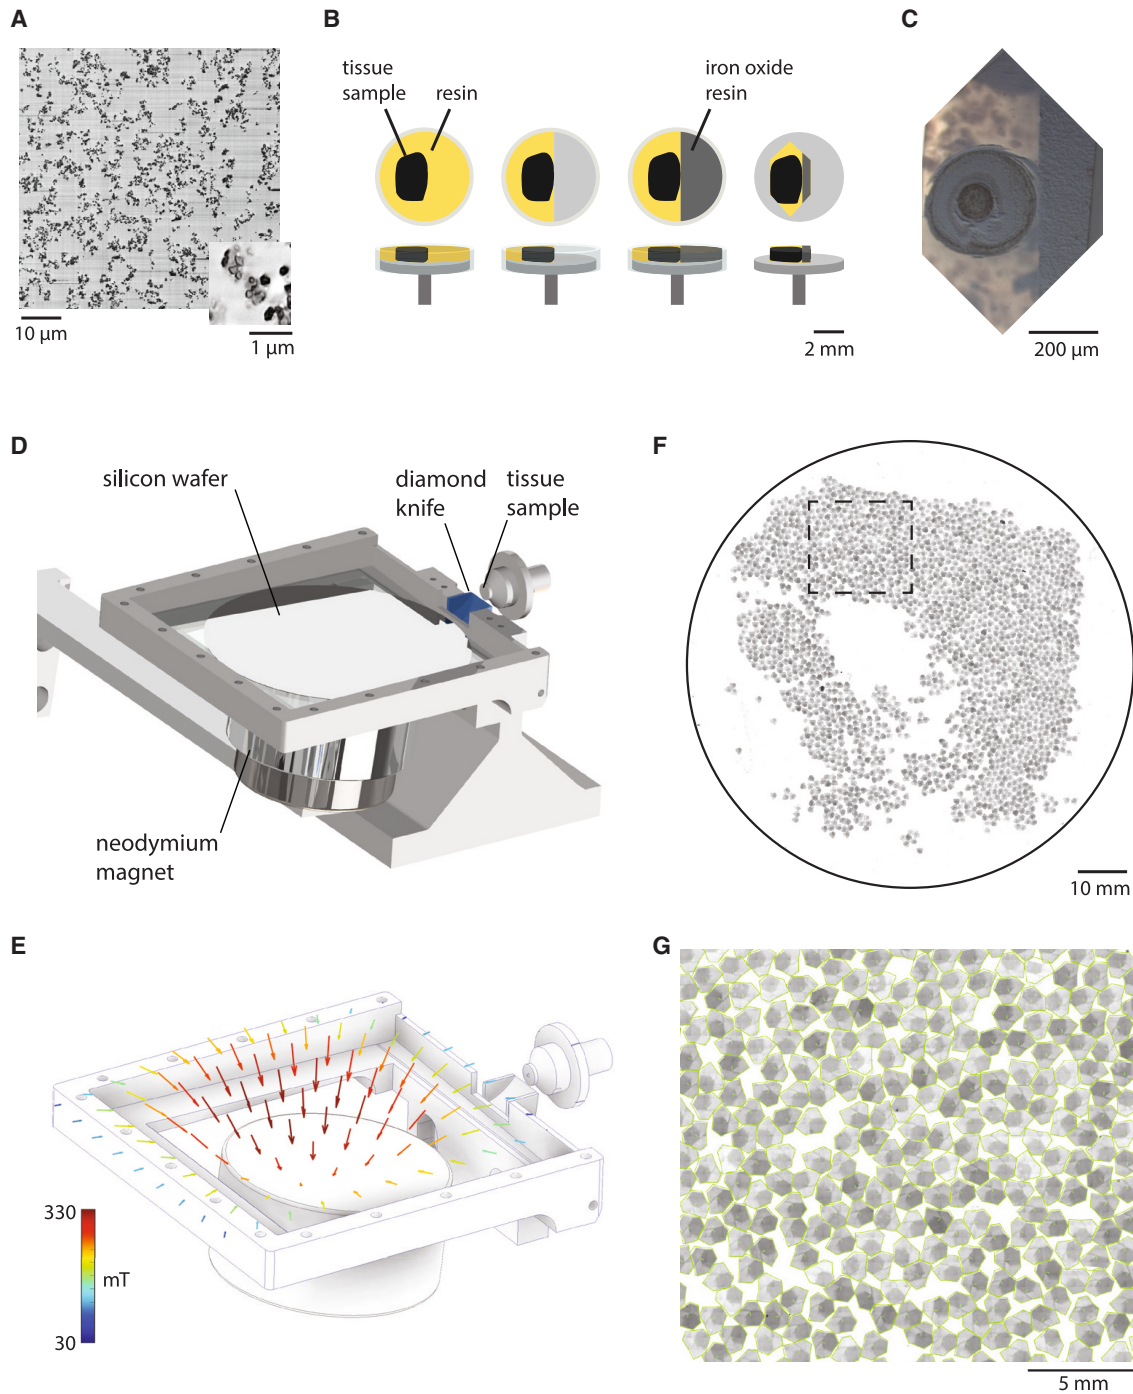 A
10 µm
1 µm
B
tissue
sample
resin
iron oxide
resin
2 mm
C
200 µm
D
silicon wafer
diamond
knife
tissue
sample
neodymium
magnet
F
10 mm
E
330
mT
30
G
5 mm